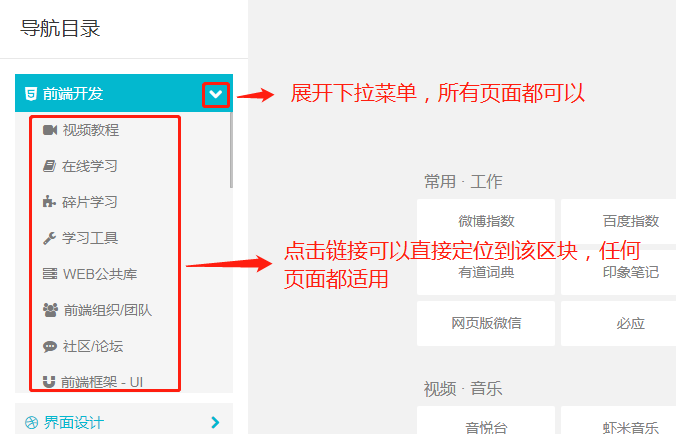 导航目录
前端开发
展开下拉菜单，所有页面都可以
视频教程
在线学习
碎片学习
学习工具
WEB公共库
前端组织/团队
社区/论坛
前端框架 - UI
界面设计
点击链接可以直接定位到该区块，任何
页面都适用
常用 · 工作
微博指数
百度指数
有道词典
印象笔记
网页版微信
必应
视频 · 音乐
音悦台
虾米音乐